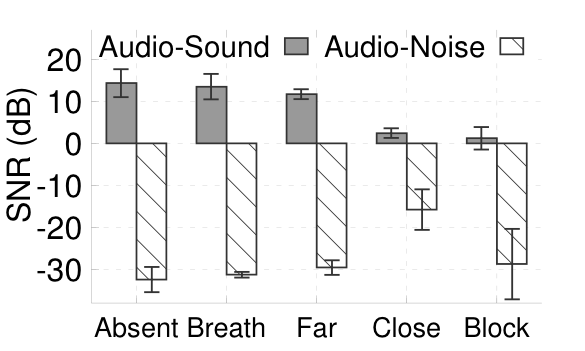 Audio-Sound Audio-Noise
SNR (dB)
20
10
0
-10
-20
-30
Absent Breath Far Close Block